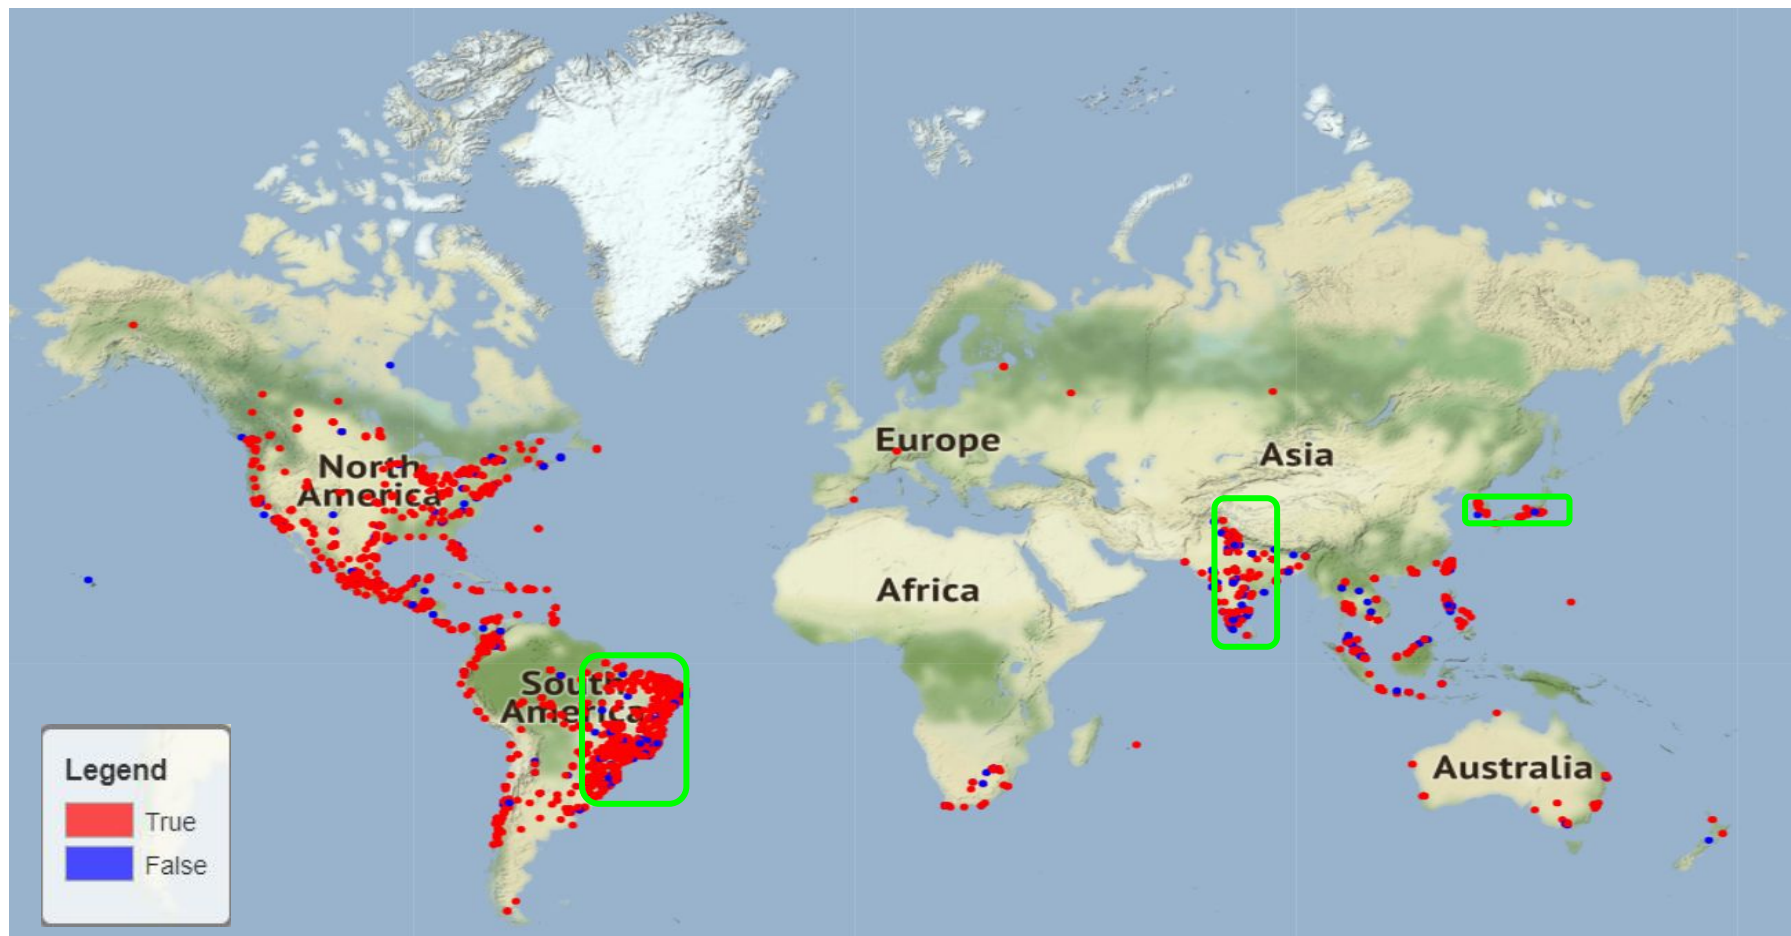 North
America
Europe
Asia
Africa
South
America
Australia
Legend
True
False